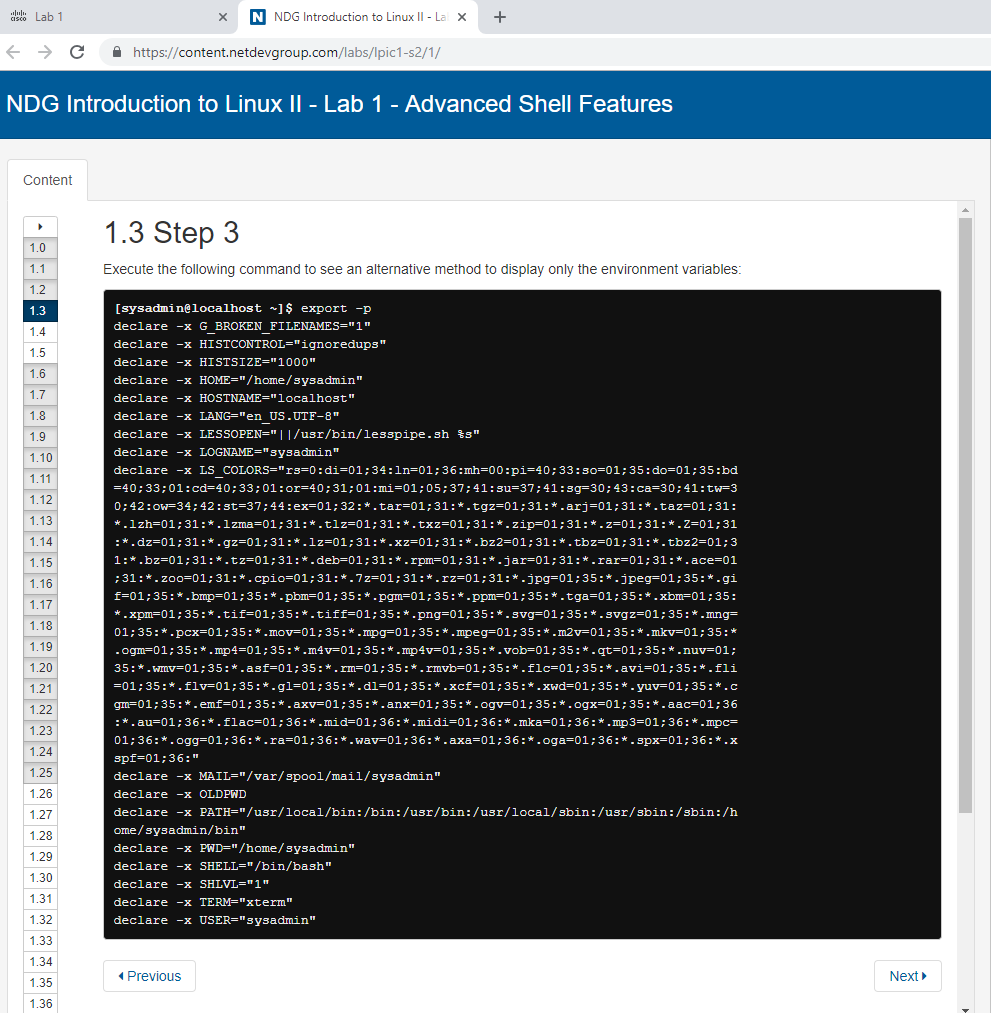 cisco Lab 1
NDG Introduction to Linux II - La
https://content.netdevgroup.com/labs/lpic1-s2/1/
NDG Introduction to Linux II - Lab 1 - Advanced Shell Features
Content
1.0
1.1
1.2
1.3
1.4
1.5
1.6
1.7
1.8
1.9
1.10
1.11
1.12
1.13
1.14
1.15
1.16
1.17
1.18
1.19
1.20
1.21
1.22
1.23
1.24
1.25
1.26
1.27
1.28
1.29
1.30
1.31
1.32
1.33
1.34
1.35
1.36
1.3 Step 3
Execute the following command to see an alternative method to display only the environment variables:
[sysadmin@localhost ~]$ export -p
declare -x G_BROKEN_FILENAMES="1"
declare -x HISTCONTROL="ignoredups"
declare -x HISTSIZE="1000"
declare -x HOME="/home/sysadmin"
declare -x HOSTNAME="localhost"
declare -x LANG="en_US.UTF-8"
declare -x LESSOPEN="||/usr/bin/lesspipe.sh %s"
declare -x LOGNAME="sysadmin"
declare -x LS_COLORS="rs=0:di=01;34:ln=01;36:mh=00:pi=40;33:so=01;35:do=01;35:bd
=40;33;01:cd=40;33;01:or=40;31;01:mi=01;05;37;41:su=37;41:sg=30;43:ca=30;41:tw=3
0;42:ow=34;42:st=37;44:ex=01;32:*.tar=01;31:*.tgz=01;31:*.arj=01;31:*.taz=01;31:
*.lzh=01;31:*.lzma=01;31:*.tlz=01;31:*.txz=01;31:*.zip=01;31:*.z=01;31:*.Z=01;31
:*.dz=01;31:*.gz=01;31:*.lz=01;31:*.xz=01;31:*.bz2=01;31:*.tbz=01;31:*.tbz2=01;3
1:*.bz=01;31:*.tz=01;31:*.deb=01;31:*.rpm=01;31:*.jar=01;31:*.rar=01;31:*.ace=01
;31:*.zoo=01;31:*.cpio=01;31:*.7z=01;31:*.rz=01;31:*.jpg=01;35:*.jpeg=01;35:*.gi
f=01;35:*.bmp=01;35:*.pbm=01;35:*.pgm=01;35:*.ppm=01;35:*.tga=01;35:*.xbm=01;35:
*.xpm=01;35:*.tif=01;35:*.tiff=01;35:*.png=01;35:*.svg=01;35:*.svgz=01;35:*.mng=
01;35:*.pcx=01;35:*.mov=01;35:*.mpg=01;35:*.mpeg=01;35:*.m2v=01;35:*.mkv=01;35:*
.ogm=01;35:*.mp4=01;35:*.m4v=01;35:*.mp4v=01;35:*.vob=01;35:*.qt=01;35:*.nuv=01;
35:*.wmv=01;35:*.asf=01;35:*.rm=01;35:*.rmvb=01;35:*.flc=01;35:*.avi=01;35:*.fli
=01;35:*.flv=01;35:*.gl=01;35:*.dl=01;35:*.xcf=01;35:*.xwd=01;35:*.yuv=01;35:*.c
gm=01;35:*.emf=01;35:*.axv=01;35:*.anx=01;35:*.ogv=01;35:*.ogx=01;35:*.aac=01;36
:*.au=01;36:*.flac=01;36:*.mid=01;36:*.midi=01;36:*.mka=01;36:*.mp3=01;36:*.mpc=
01;36:*.ogg=01;36:*.ra=01;36:*.wav=01;36:*.axa=01;36:*.oga=01;36:*.spx=01;36:*.x
spf=01;36:"
declare -x MAIL="/var/spool/mail/sysadmin"
declare -x OLDPWD
declare -x PATH="/usr/local/bin:/bin:/usr/bin:/usr/local/sbin:/usr/sbin:/sbin:/h
ome/sysadmin/bin"
declare -x PWD="/home/sysadmin"
declare -x SHELL="/bin/bash"
declare -x SHLVL="1"
declare -x TERM="xterm"
declare -x USER="sysadmin"
Previous
Next